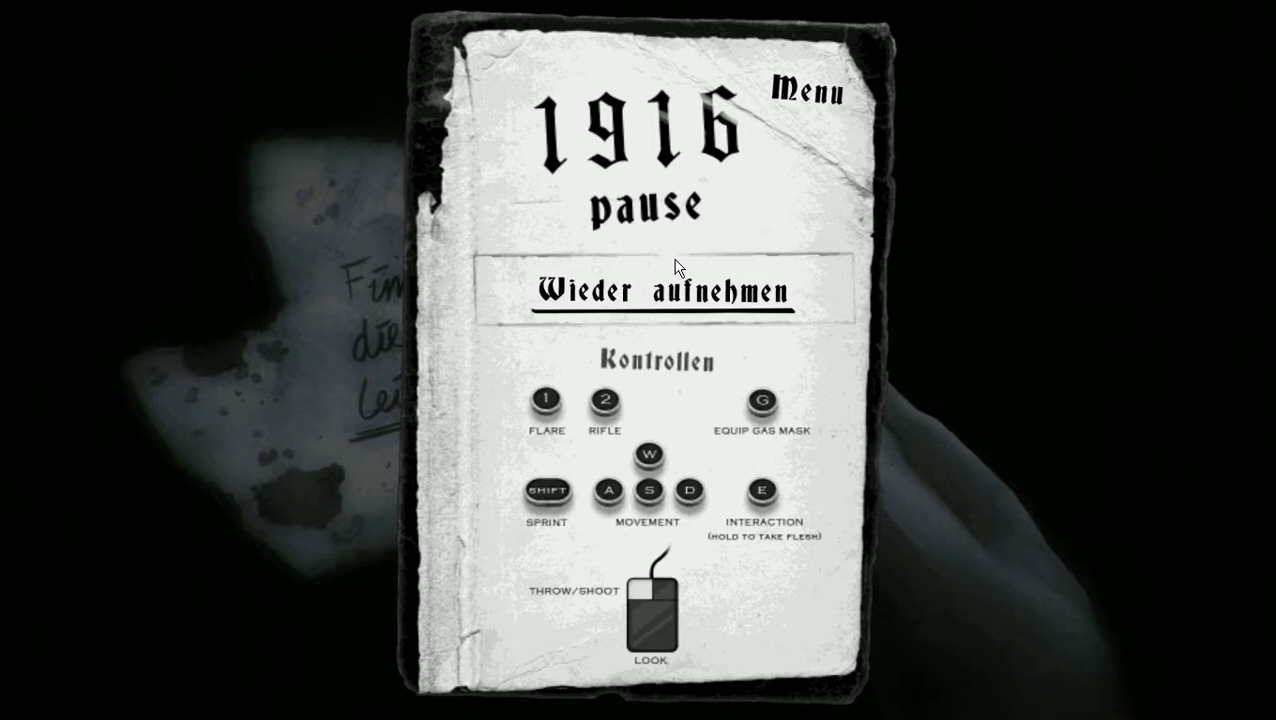 Menu
1916
pause
Wieder aufnehmen
Kontrollen
1 2 G
FLARE RIFLE EQUIP GAS MASK
W
SHIFT A S D E
SPRINT MOVEMENT INTERACTION
(HOLD TO TAKE FLESH)
THROW/SHOOT
LOOK
die